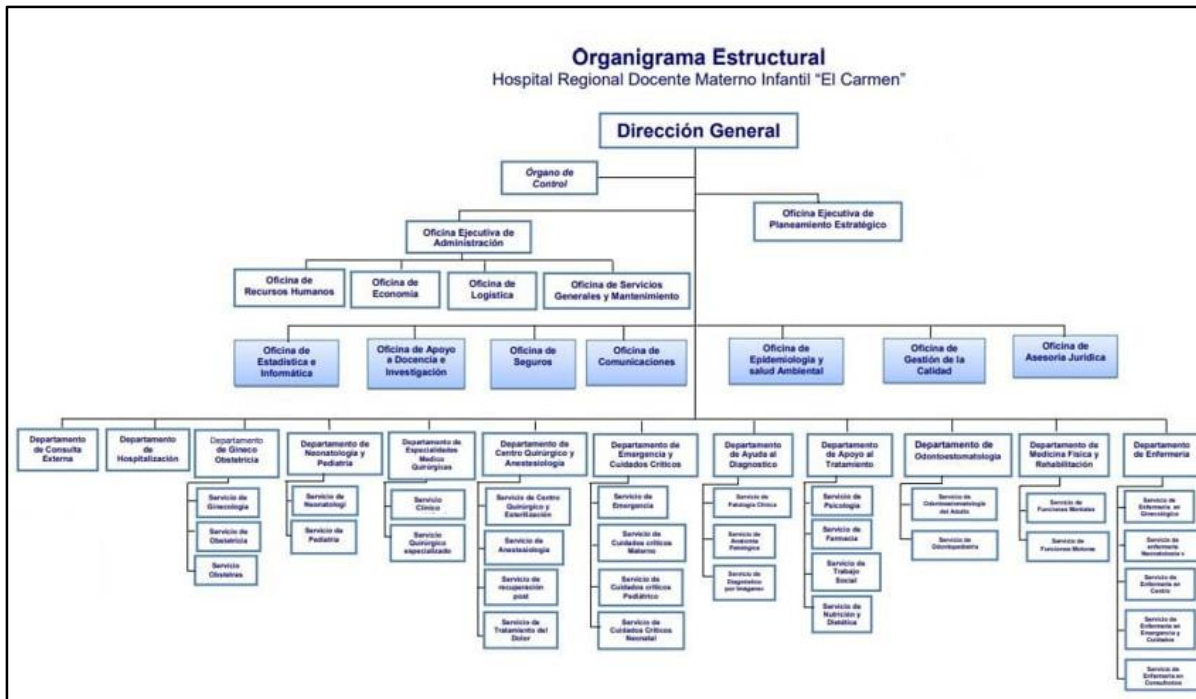 Organigrama Estructural
Hospital Regional Docente Materno Infantil "El Carmen"
Dirección General
Órgano de
Control
Oficina Ejecutiva de
Planeamiento Estratégico
Oficina Ejecutiva de
Administración
Oficina de
Recursos Humanos
Oficina de
Economía
Oficina de
Logística
Oficina de Servicios
Generales y Mantenimiento
Oficina de
Estadística e
Informática
Oficina de Apoyo
a Docencia e
Investigación
Oficina de
Seguros
Oficina de
Comunicaciones
Oficina de
Epidemiología y
salud Ambiental
Oficina de
Gestión de la
Calidad
Oficina de
Asesoría Jurídica
Departamento
de Consulta
Externa
Departamento
de
Hospitalización
Departamento
de Gineco
Obstetricia
Servicio de
Ginecología
Servicio de
Obstetricia
Servicio
Obstetras
Departamento de
Neonatología y
Pediatría
Servicio de
Neonatologí
Servicio de
Pediatría
Departamento de
Especialidades
Medico
Quirúrgicas
Servicio
Clínico
Servicio
Quirúrgico
especializado
Departamento de
Centro Quirúrgico y
Anestesiología
Servicio de Centro
Quirúrgico y
Esterilización
Servicio de
Anestesiología
Servicio de
recuperación
post
Servicio de
Tratamiento del
Dolor
Departamento de
Emergencia y
Cuidados Críticos
Servicio de
Emergencia
Servicio de
Cuidados críticos
Materno
Servicio de
Cuidados críticos
Pediátrico
Servicio de
Cuidados Críticos
Neonatal
Departamento
de Ayuda al
Diagnostico
Servicio de
Patología Clínica
Servicio de
Patológica
Servicio de
Diagnóstico
por Imágenes
Departamento
de Apoyo al
Tratamiento
Servicio de
Psicología
Servicio de
Farmacia
Servicio de
Trabajo
Social
Servicio de
Nutrición y
Dietética
Departamento de
Odontoestomatología
Servicio de
Odontoestomatología
del Adulto
Servicio de
Odontopediatría
Departamento de
Medicina Física y
Rehabilitación
Servicio de
Funciones Mentales
Servicio de
Funciones Motoras
Departamento
de Enfermería
Servicio de
Enfermería en
Ginecológico
Servicio de
enfermería
Neonatología
Servicio de
Enfermería en
Centro
Servicio de
Enfermería en
Emergencia y
Cuidados
Servicio de
Enfermería en
Consultorios